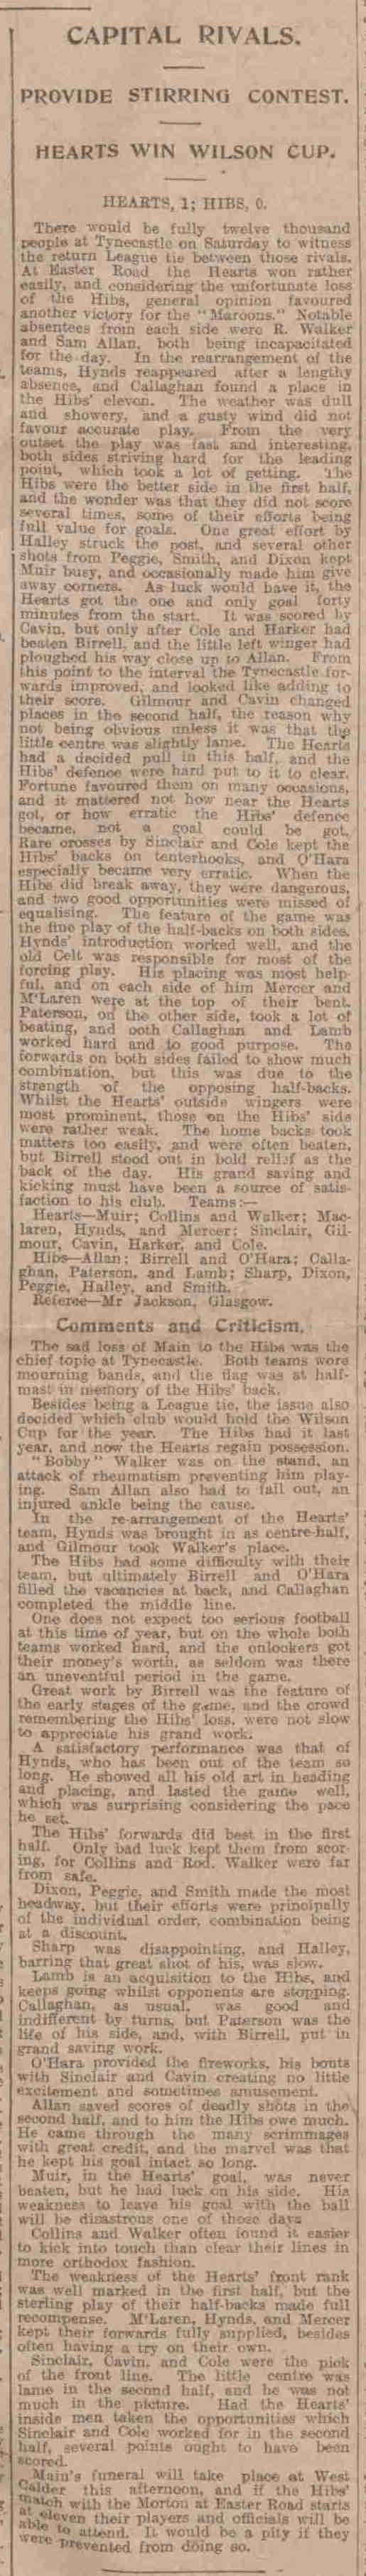 CAPITAL RIVALS.
PROVIDE STIRRING CONTEST.
HEARTS WIN WILSON CUP.
HEARTS, 1; HIBS, 0.
There would be fully twelve thousand
people at Tynecastle on Saturday to witness
the return League tie between those rivals.
At Easter Road the Hearts won rather
easily, and considering the unfortunate loss
of the Hibs, general opinion favoured
another victory for the "Maroons." Notable
absentees from each side were R. Walker
and Sam Allan, both being incapacitated
for the day. In the rearrangement of the
teams, Hynds reappeared after a lengthy
absence, and Callaghan found a place in
the Hibs' eleven. The weather was dull
and showery, and a gusty wind did not
favour accurate play. From the very
outset the play was fast and interesting,
both sides striving hard for the leading
point, which took a lot of getting. The
Hibs were the better side in the first half,
and the wonder was that they did not score
several times, some of their efforts being
full value for goals. One great effort by
Halley struck the post, and several other
shots from Peggie, Smith, and Dixon kept
Muir busy, and occasionally made him give
away corners. As luck would have it, the
Hearts got the one and only goal forty
minutes from the start. It was scored by
Cavin, but only after Cole and Harker had
beaten Birrell, and the little left winger had
ploughed his way close up to Allan. From
this point to the interval the Tynecastle for-
wards improved, and looked like adding to
their score. Gilmour and Cavin changed
places in the second half, the reason why
not being obvious unless it was that the
little centre was slightly lame. The Hearts
had a decided pull in this half, and the
Hibs' defence were hard put to it to clear.
Fortune favoured them on many occasions,
and it mattered not how near the Hearts
got, or how erratic the Hibs' defence
became, not a goal could be got.
Rare crosses by Sinclair and Cole kept the
Hibs' backs on tenterhooks, and O'Hara
especially became very erratic. When the
Hibs did break away, they were dangerous,
and two good opportunities were missed of
equalising. The feature of the game was
the fine play of the half-backs on both sides.
Hynds' introduction worked well, and the
old Celt was responsible for most of the
forcing play. His placing was most help-
ful, and on each side of him Mercer and
M'Laren were at the top of their bent.
Paterson, on the other side, took a lot of
beating, and both Callaghan and Lamb
worked hard and to good purpose. The
forwards on both sides failed to show much
combination, but this was due to the
strength of the opposing half-backs.
Whilst the Hearts' outside wingers were
most prominent, those on the Hibs' side
were rather weak. The home backs took
matters too easily, and were often beaten,
but Birrell stood out in bold relief as the
back of the day. His grand saving and
kicking must have been a source of satis-
faction to his club. Teams:—
Hearts—Muir; Collins and Walker; Mac-
laren, Hynds, and Mercer; Sinclair, Gil-
mour, Cavin, Harker, and Cole.
Hibs—Allan; Birrell and O'Hara; Calla-
ghan, Paterson, and Lamb; Sharp, Dixon,
Peggie, Halley, and Smith.
Referee—Mr Jackson, Glasgow.
Comments and Criticism.
The sad loss of Main to the Hibs was the
chief topic at Tynecastle. Both teams wore
mourning bands, and the flag was at half-
mast in memory of the Hibs' back.
Besides being a League tie, the issue also
decided which club would hold the Wilson
Cup for the year. The Hibs had it last
year, and now the Hearts regain possession.
"Bobby" Walker was on the stand, an
attack of rheumatism preventing him play-
ing. Sam Allan also had to fall out, an
injured ankle being the cause.
In the re-arrangement of the Hearts'
team, Hynds was brought in as centre-half,
and Gilmour took Walker's place.
The Hibs had some difficulty with their
team, but ultimately Birrell and O'Hara
filled the vacancies at back, and Callaghan
completed the middle line.
One does not expect too serious football
at this time of year, but on the whole both
teams worked hard, and the onlookers got
their money's worth, as seldom was there
an uneventful period in the game.
Great work by Birrell was the feature of
the early stages of the game, and the crowd
remembering the Hibs' loss, were not slow
to appreciate his grand work.
A satisfactory performance was that of
Hynds, who has been out of the team so
long. He showed all his old art in heading
and placing, and lasted the game well,
which was surprising considering the pace
he set.
The Hibs' forwards did best in the first
half. Only bad luck kept them from scor-
ing, for Collins and Rod. Walker were far
from safe.
Dixon, Peggie, and Smith made the most
headway, but their efforts were principally
of the individual order, combination being
at a discount.
Sharp was disappointing, and Halley,
barring that great shot of his, was slow.
Lamb is an acquisition to the Hibs, and
keeps going whilst opponents are stopping.
Callaghan, as usual, was good and
indifferent by turns, but Paterson was the
life of his side, and, with Birrell, put in
grand saving work.
O'Hara provided the fireworks, his bouts
with Sinclair and Cavin creating no little
excitement and sometimes amusement.
Allan saved scores of deadly shots in the
second half, and to him the Hibs owe much.
He came through the many scrimmages
with great credit, and the marvel was that
he kept his goal intact so long.
Muir, in the Hearts' goal, was never
beaten, but he had luck on his side. His
weakness to leave his goal with the ball
will be disastrous one of those days
Collins and Walker often found it easier
to kick into touch than clear their lines in
more orthodox fashion.
The weakness of the Hearts' front rank
was well marked in the first half, but the
sterling play of their half-backs made full
recompense. M'Laren, Hynds, and Mercer
kept their forwards fully supplied, besides
often having a try on their own.
Sinclair, Cavin, and Cole were the pick
of the front line. The little centre was
lame in the second half, and he was not
much in the picture. Had the Hearts'
inside men taken the opportunities which
Sinclair and Cole worked for in the second
half, several points ought to have been
scored.
Main's funeral will take place at West
Calder this afternoon, and if the Hibs'
match with the Morton at Easter Road starts
at eleven their players and officials will be
able to attend. It would be a pity if they
were prevented from doing so.